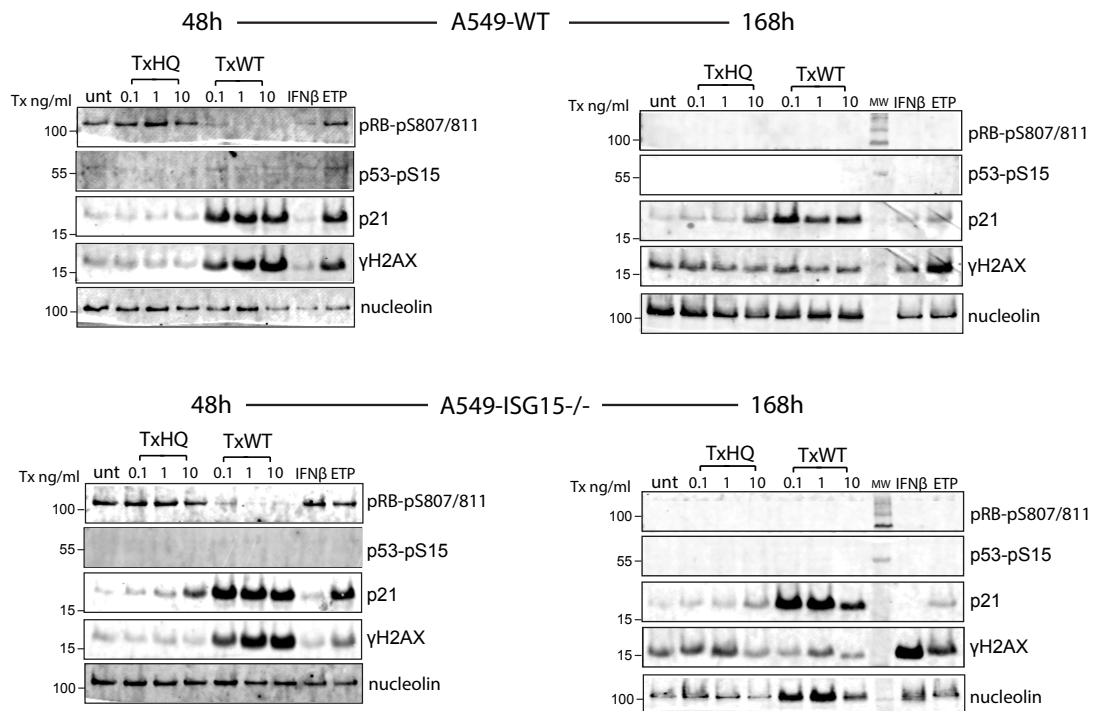 48h A549-WT 168h
TxHQ TxWT
Tx ng/ml unt 0.1 1 10 0.1 1 10 IFNβ ETP
100 pRB-pS807/811
55 p53-pS15
15 p21
15 γH2AX
100 nucleolin
TxHQ TxWT
Tx ng/ml unt 0.1 1 10 0.1 1 10 MW IFNβ ETP
100 pRB-pS807/811
55 p53-pS15
15 p21
15 γH2AX
100 nucleolin
48h A549-ISG15-/- 168h
TxHQ TxWT
Tx ng/ml unt 0.1 1 10 0.1 1 10 IFNβ ETP
100 pRB-pS807/811
55 p53-pS15
15 p21
15 γH2AX
100 nucleolin
TxHQ TxWT
Tx ng/ml unt 0.1 1 10 0.1 1 10 MW IFNβ ETP
100 pRB-pS807/811
55 p53-pS15
15 p21
15 γH2AX
100 nucleolin